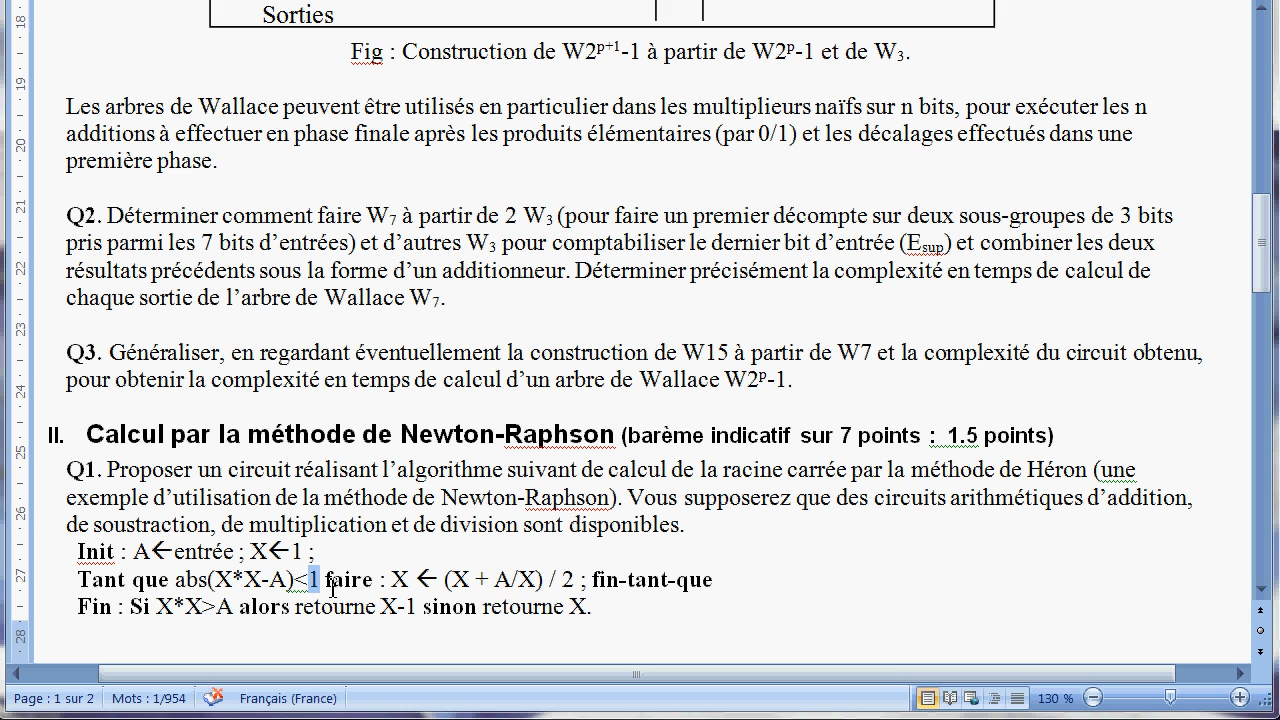 Sorties
Fig : Construction de W2ᵖ⁺¹-1 à partir de W2ᵖ-1 et de W₃.
Les arbres de Wallace peuvent être utilisés en particulier dans les multiplieurs naïfs sur n bits, pour exécuter les n
additions à effectuer en phase finale après les produits élémentaires (par 0/1) et les décalages effectués dans une
première phase.
Q2. Déterminer comment faire W₇ à partir de 2 W₃ (pour faire un premier décompte sur deux sous-groupes de 3 bits
pris parmi les 7 bits d’entrées) et d’autres W₃ pour comptabiliser le dernier bit d’entrée (Esup) et combiner les deux
résultats précédents sous la forme d’un additionneur. Déterminer précisément la complexité en temps de calcul de
chaque sortie de l’arbre de Wallace W₇.
Q3. Généraliser, en regardant éventuellement la construction de W15 à partir de W7 et la complexité du circuit obtenu,
pour obtenir la complexité en temps de calcul d’un arbre de Wallace W2ᵖ-1.
II. Calcul par la méthode de Newton-Raphson (barème indicatif sur 7 points : 1.5 points)
Q1. Proposer un circuit réalisant l’algorithme suivant de calcul de la racine carrée par la méthode de Héron (une
exemple d’utilisation de la méthode de Newton-Raphson). Vous supposerez que des circuits arithmétiques d’addition,
de soustraction, de multiplication et de division sont disponibles.
Init : A←entrée ; X←1 ;
Tant que abs(X*X-A)<1 faire : X ← (X + A/X) / 2 ; fin-tant-que
Fin : Si X*X>A alors retourne X-1 sinon retourne X.
18
19
20
21
22
23
24
25
26
27
28
Page : 1 sur 2 Mots : 1/954 Français (France) 130 %